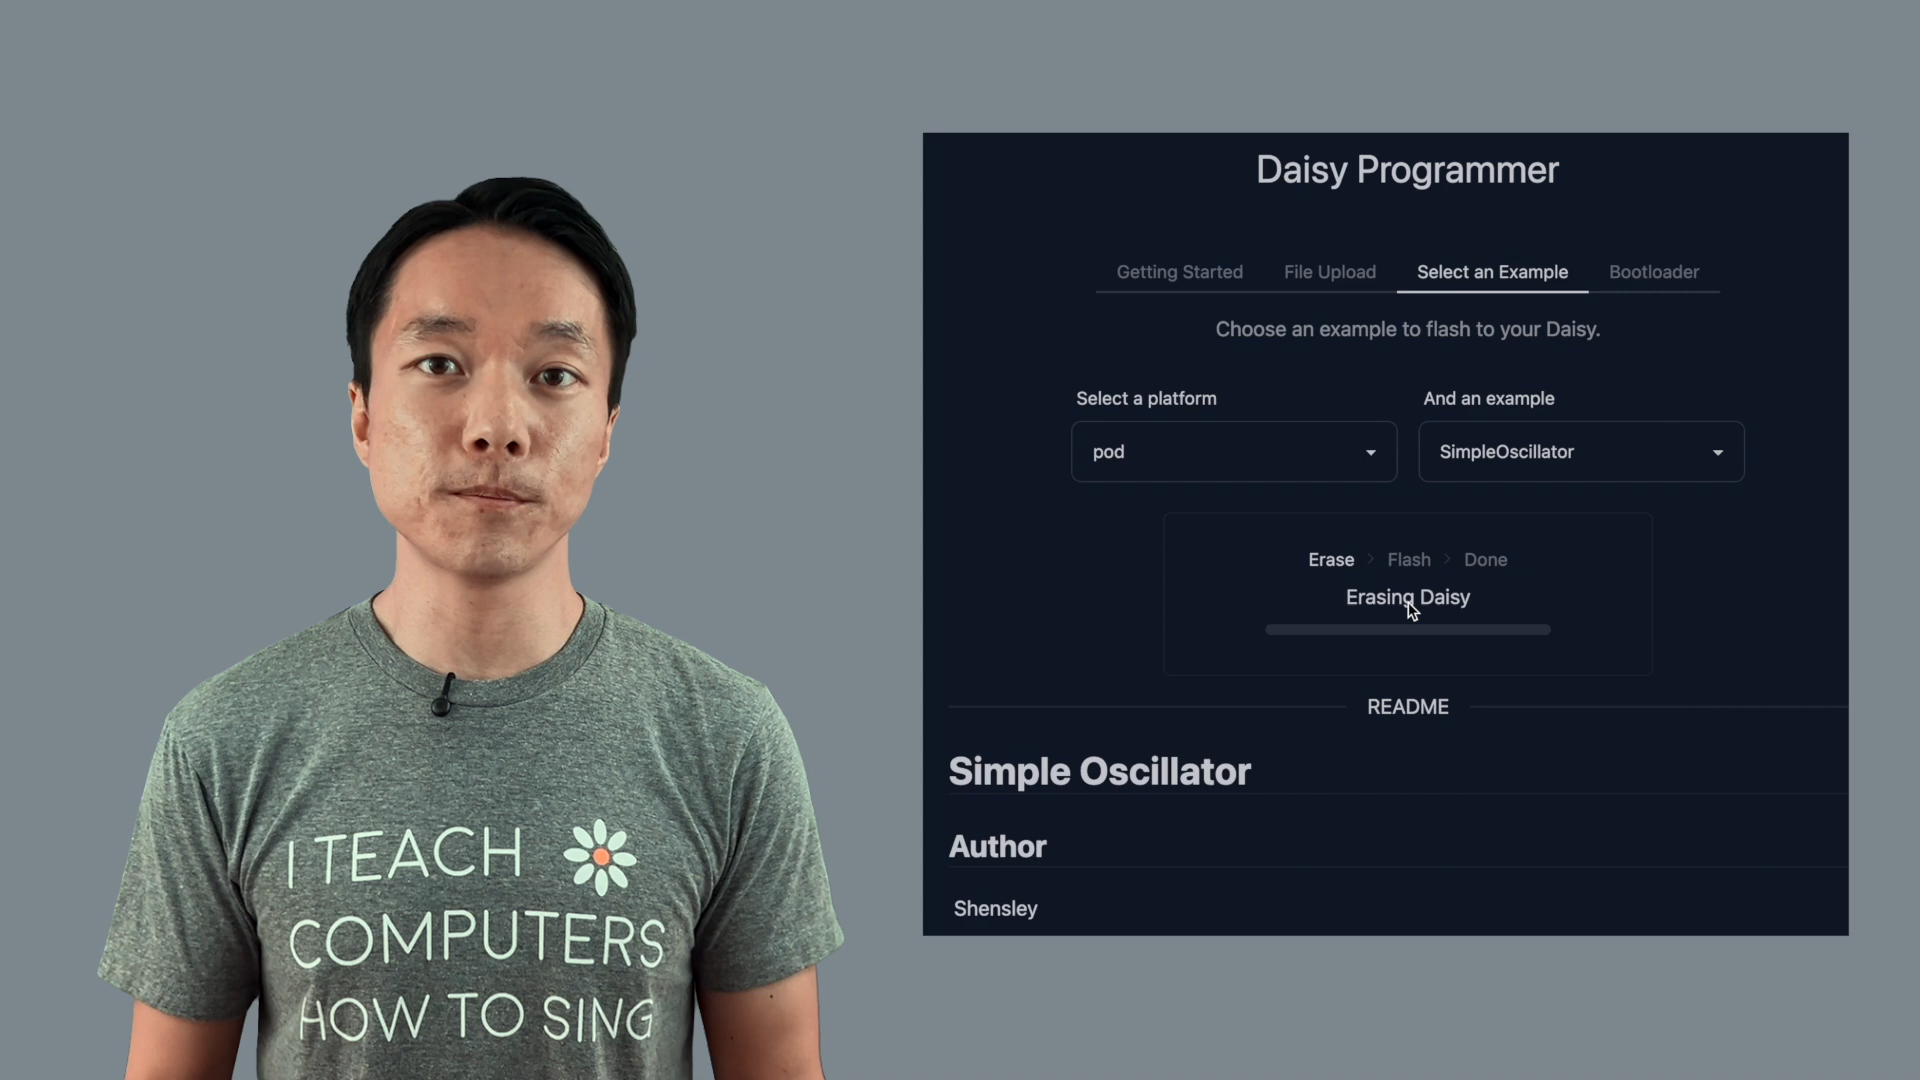 I TEACH
COMPUTERS
HOW TO SING
Daisy Programmer
Getting Started File Upload Select an Example Bootloader
Choose an example to flash to your Daisy.
Select a platform And an example
pod SimpleOscillator
Erase > Flash > Done
Erasing Daisy
README
Simple Oscillator
Author
Shensley